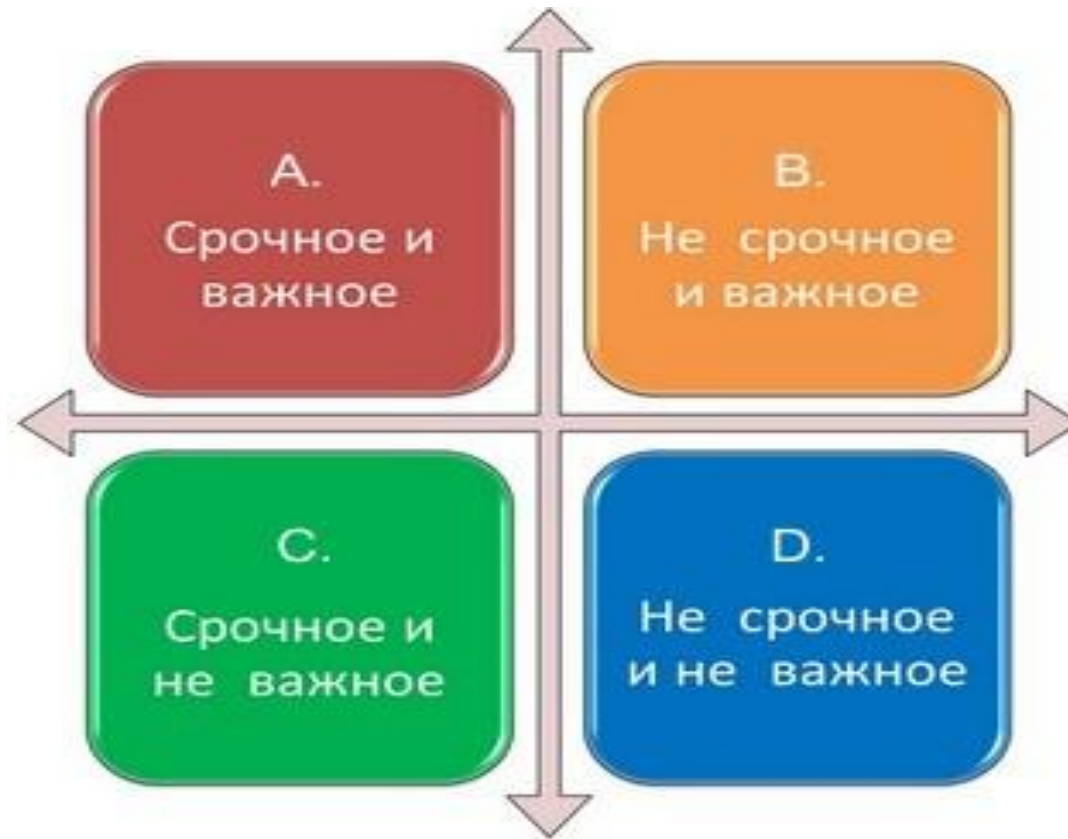 A.
Срочное и
важное
B.
Не срочное
и важное
C.
Срочное и
не важное
D.
Не срочное
и не важное